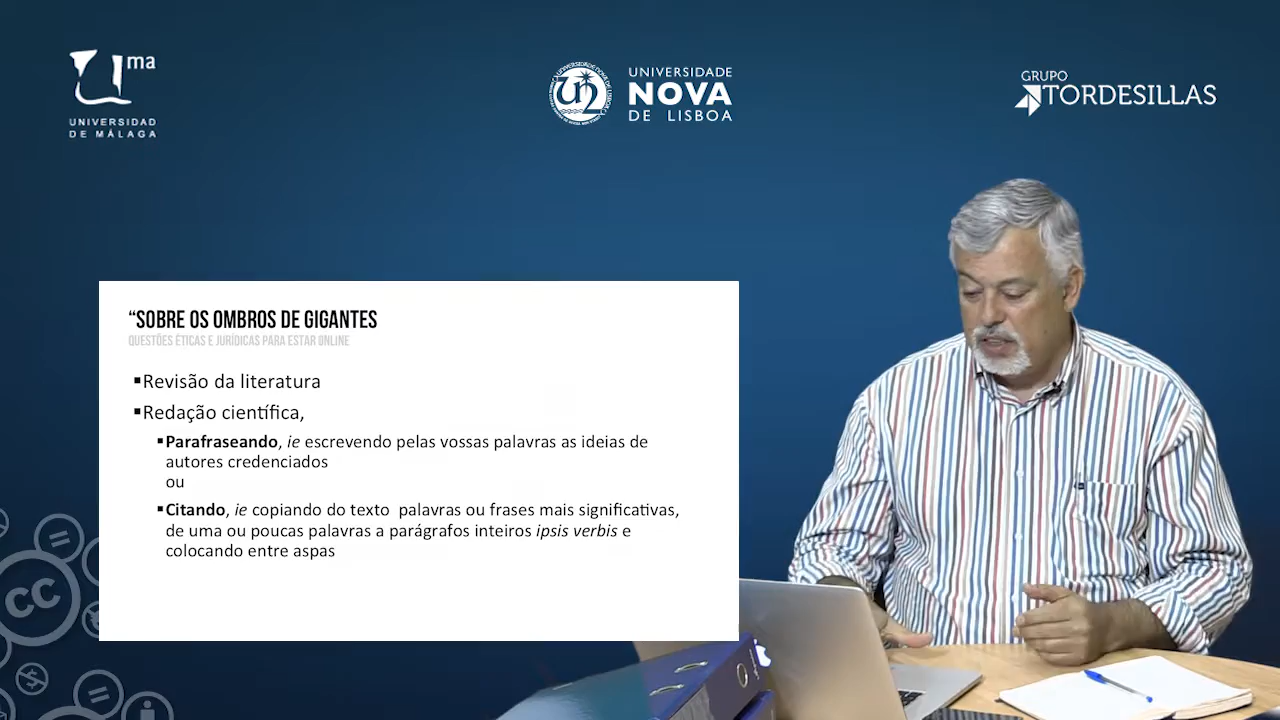 ma
UNIVERSIDAD
DE MÁLAGA
UNIVERSIDADE
NOVA
DE LISBOA
GRUPO
TORDESILLAS
“SOBRE OS OMBROS DE GIGANTES
QUESTÕES ÉTICAS E JURÍDICAS PARA ESTAR ONLINE
▪Revisão da literatura
▪Redação científica,
▪Parafraseando, ie escrevendo pelas vossas palavras as ideias de
autores credenciados
ou
▪Citando, ie copiando do texto  palavras ou frases mais significativas,
de uma ou poucas palavras a parágrafos inteiros ipsis verbis e
colocando entre aspas
CC